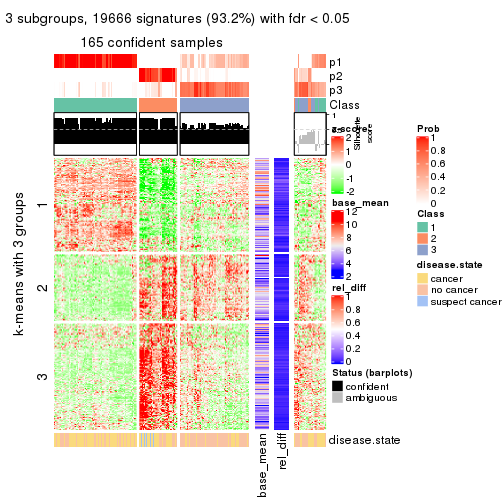 3 subgroups, 19666 signatures (93.2%) with fdr < 0.05
165 confident samples
p1
p2
p3
Class
1
0.5
0
Silhouette
score
k-means with 3 groups
1
2
3
z-score
2
1
0
-1
-2
base_mean
12
10
8
6
4
2
rel_diff
1
0.8
0.6
0.4
0.2
0
Status (barplots)
confident
ambiguous
Prob
1
0.8
0.6
0.4
0.2
0
Class
1
2
3
disease.state
cancer
no cancer
suspect cancer
disease.state
base_mean
rel_diff